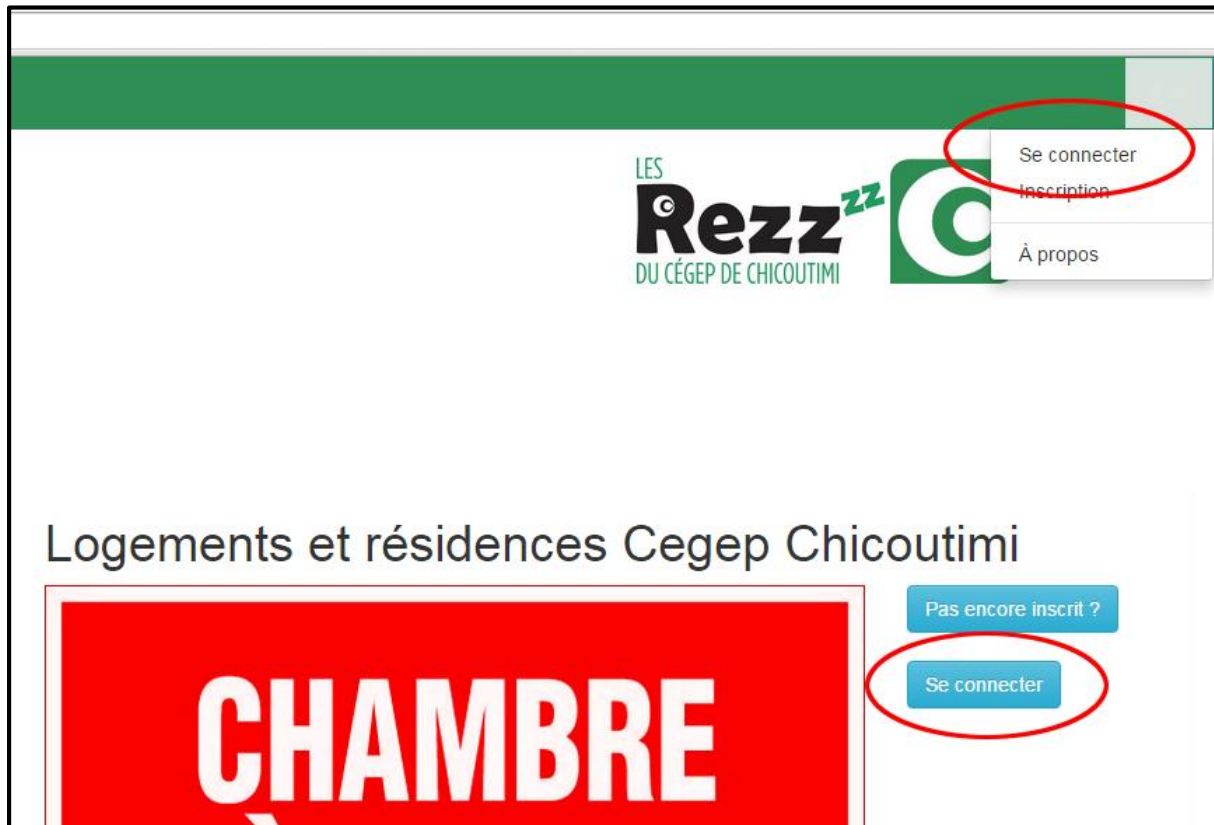 Se connecter
Inscription
À propos
LES
Rezz zz
DU CÉGEP DE CHICOUTIMI
Logements et résidences Cegep Chicoutimi
Pas encore inscrit ?
Se connecter
CHAMBRE